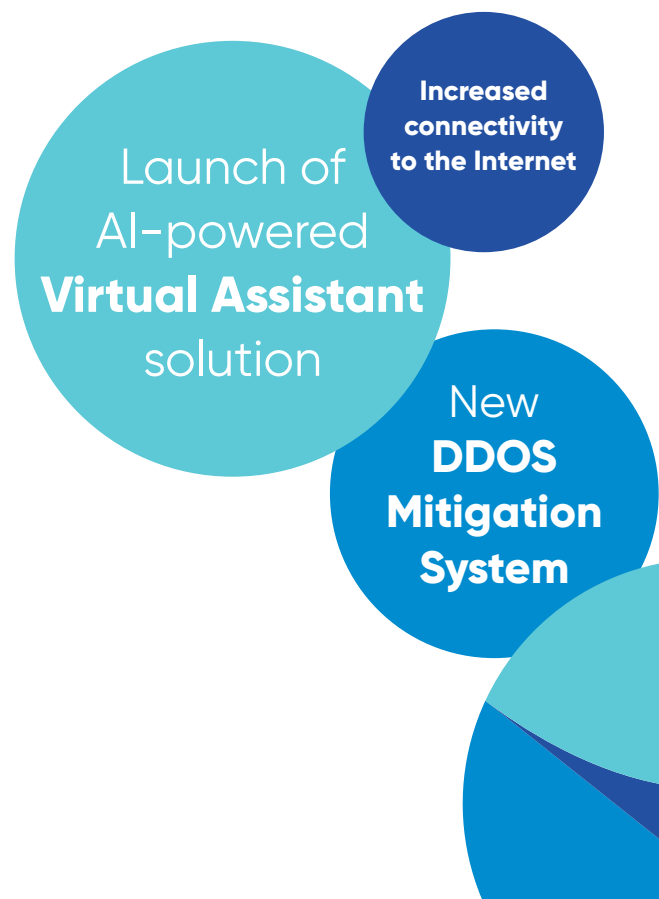 Increased
connectivity
to the Internet
Launch of
AI-powered
Virtual Assistant
solution
New
DDOS
Mitigation
System